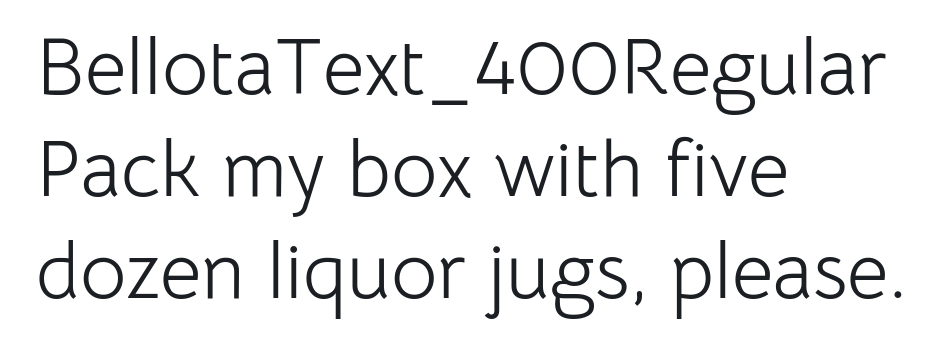 BellotaText_400Regular
Pack my box with five
dozen liquor jugs, please.